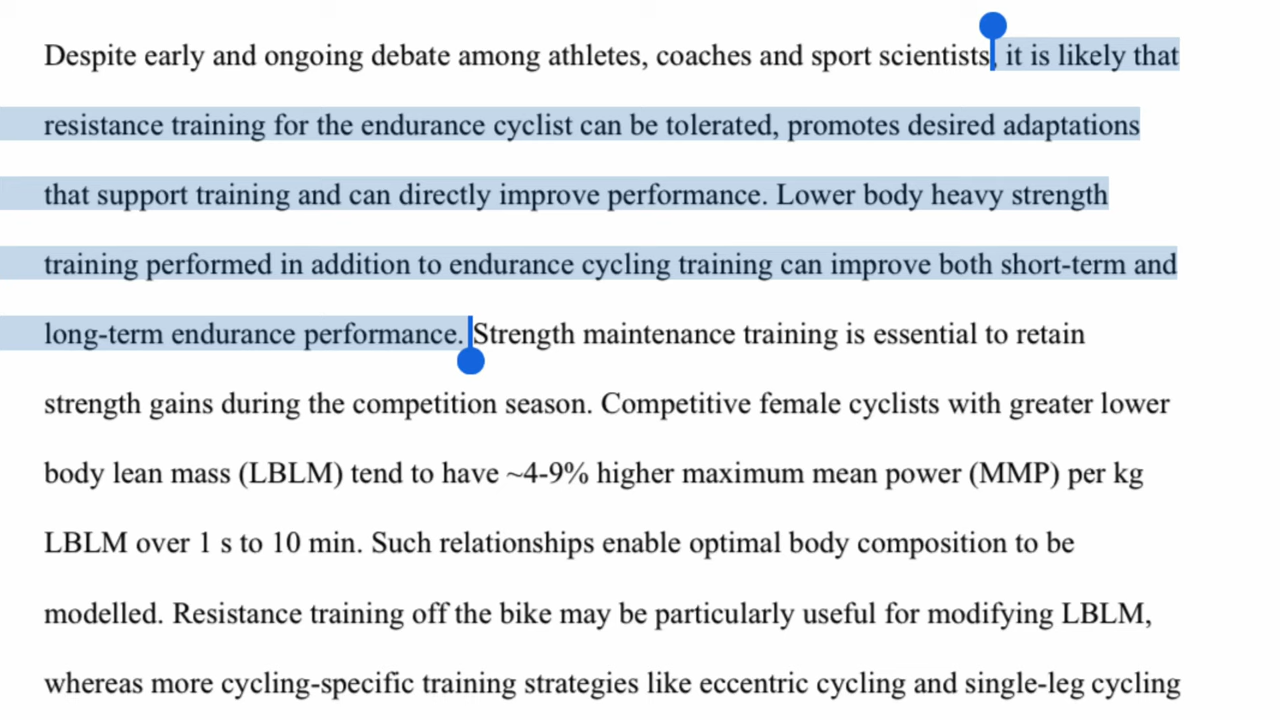 Despite early and ongoing debate among athletes, coaches and sport scientists, it is likely that
resistance training for the endurance cyclist can be tolerated, promotes desired adaptations
that support training and can directly improve performance. Lower body heavy strength
training performed in addition to endurance cycling training can improve both short-term and
long-term endurance performance. Strength maintenance training is essential to retain
strength gains during the competition season. Competitive female cyclists with greater lower
body lean mass (LBLM) tend to have ~4-9% higher maximum mean power (MMP) per kg
LBLM over 1 s to 10 min. Such relationships enable optimal body composition to be
modelled. Resistance training off the bike may be particularly useful for modifying LBLM,
whereas more cycling-specific training strategies like eccentric cycling and single-leg cycling